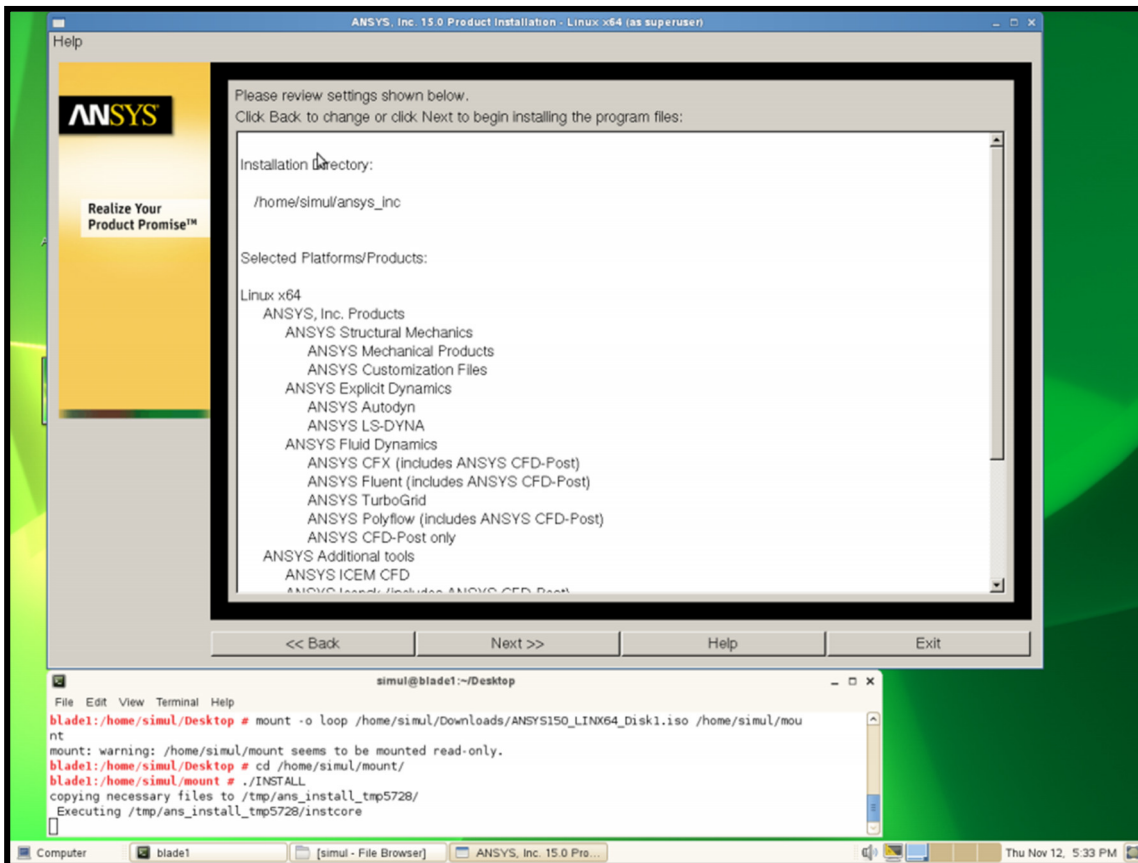 ANSYS, Inc. 15.0 Product Installation - Linux x64 (as superuser)
Help
ANSYS
Realize Your
Product Promise™
Please review settings shown below.
Click Back to change or click Next to begin installing the program files:
Installation Directory:
/home/simul/ansys_inc
Selected Platforms/Products:
Linux x64
ANSYS, Inc. Products
ANSYS Structural Mechanics
ANSYS Mechanical Products
ANSYS Customization Files
ANSYS Explicit Dynamics
ANSYS Autodyn
ANSYS LS-DYNA
ANSYS Fluid Dynamics
ANSYS CFX (includes ANSYS CFD-Post)
ANSYS Fluent (includes ANSYS CFD-Post)
ANSYS TurboGrid
ANSYS Polyflow (includes ANSYS CFD-Post)
ANSYS CFD-Post only
ANSYS Additional tools
ANSYS ICEM CFD
ANSYS Icepak (includes ANSYS CFD-Post)
<< Back Next >> Help Exit
simul@blade1:~/Desktop
File Edit View Terminal Help
blade1:/home/simul/Desktop # mount -o loop /home/simul/Downloads/ANSYS150_LINX64_Disk1.iso /home/simul/mou
nt
mount: warning: /home/simul/mount seems to be mounted read-only.
blade1:/home/simul/Desktop # cd /home/simul/mount/
blade1:/home/simul/mount # ./INSTALL
copying necessary files to /tmp/ans_install_tmp5728/
Executing /tmp/ans_install_tmp5728/instcore
Computer blade1 [simul - File Browser] ANSYS, Inc. 15.0 Pro... Thu Nov 12, 5:33 PM